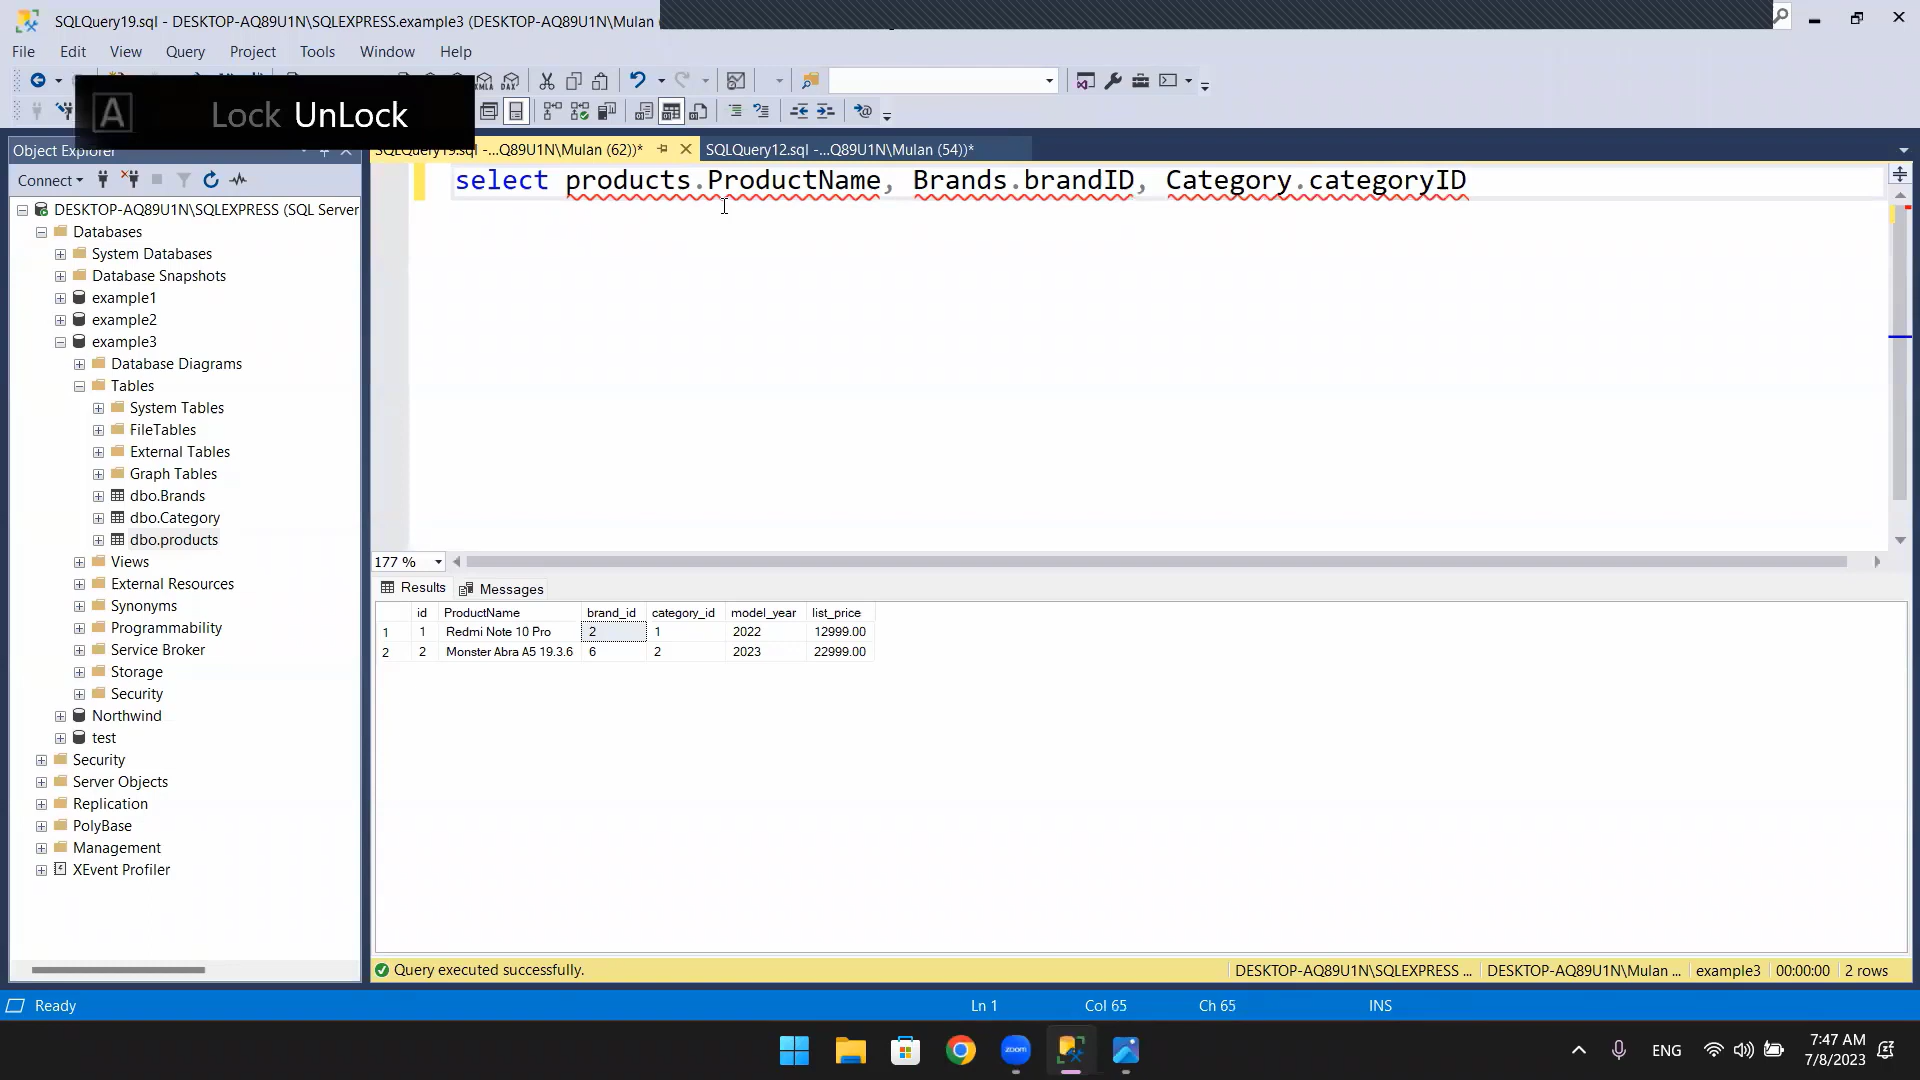 SQLQuery19.sql - DESKTOP-AQ89U1N\SQLEXPRESS.example3 (DESKTOP-AQ89U1N\Mulan
File Edit View Query Project Tools Window Help
XMLA DAX
A Lock UnLock
Object Explorer
SQLQuery19.sql -...Q89U1N\Mulan (62))* SQLQuery12.sql -...Q89U1N\Mulan (54))*
Connect
select products.ProductName, Brands.brandID, Category.categoryID
DESKTOP-AQ89U1N\SQLEXPRESS (SQL Server
Databases
System Databases
Database Snapshots
example1
example2
example3
Database Diagrams
Tables
System Tables
FileTables
External Tables
Graph Tables
dbo.Brands
dbo.Category
dbo.products
Views
External Resources
Synonyms
Programmability
Service Broker
Storage
Security
Northwind
test
Security
Server Objects
Replication
PolyBase
Management
XEvent Profiler
177 %
Results Messages
id ProductName brand_id category_id model_year list_price
1 1 Redmi Note 10 Pro 2 1 2022 12999.00
2 2 Monster Abra A5 19.3.6 6 2 2023 22999.00
Query executed successfully. DESKTOP-AQ89U1N\SQLEXPRESS ... DESKTOP-AQ89U1N\Mulan ... example3 00:00:00 2 rows
Ready Ln 1 Col 65 Ch 65 INS
zoom
ENG
7:47 AM
7/8/2023